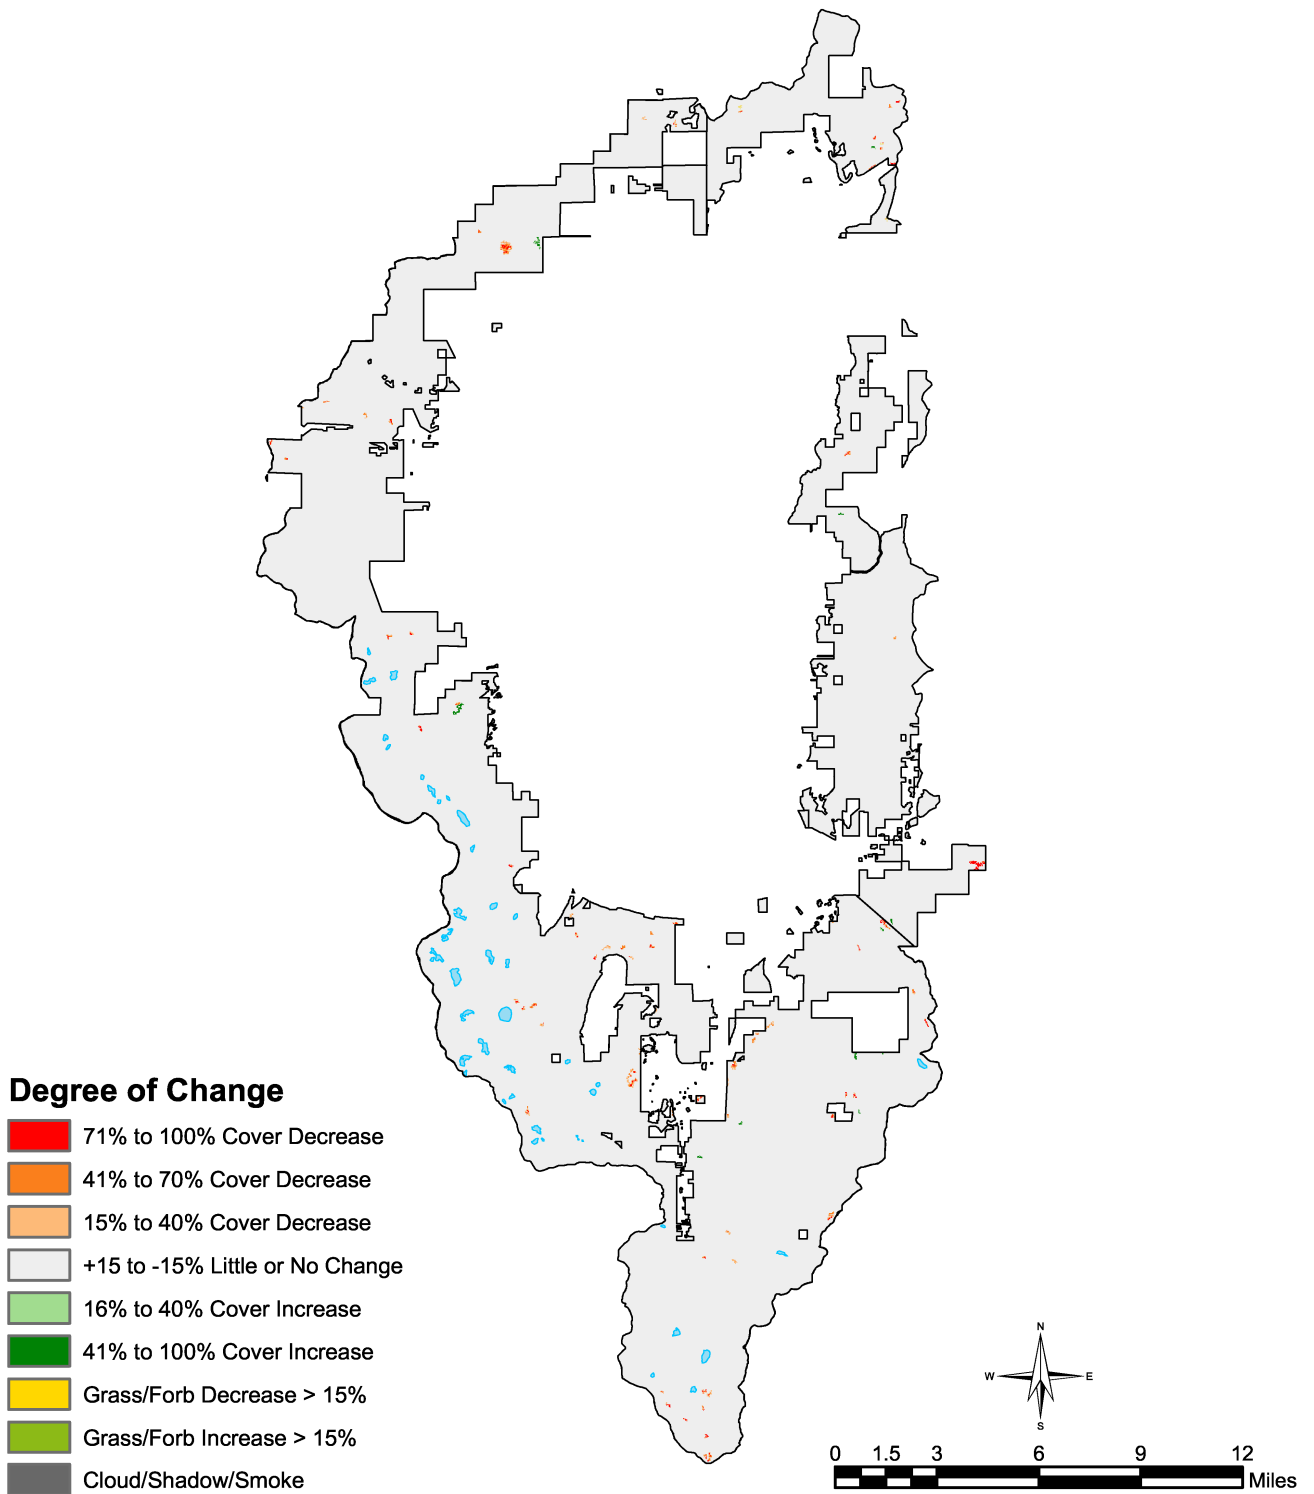 Degree of Change
71% to 100% Cover Decrease
41% to 70% Cover Decrease
15% to 40% Cover Decrease
+15 to -15% Little or No Change
16% to 40% Cover Increase
41% to 100% Cover Increase
Grass/Forb Decrease > 15%
Grass/Forb Increase > 15%
Cloud/Shadow/Smoke
N
W E
S
0 1.5 3 6 9 12
Miles